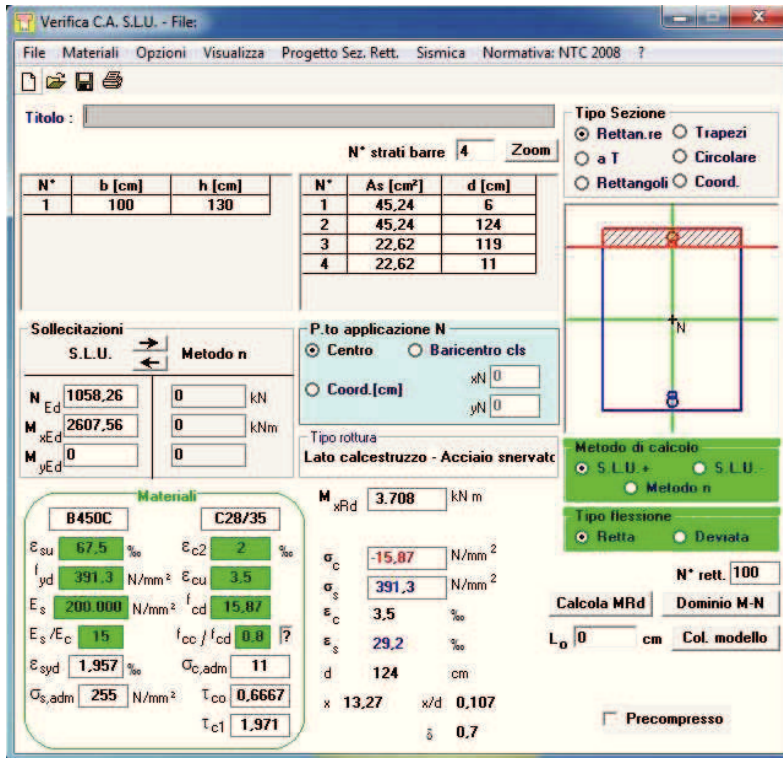 Verifica C.A. S.L.U. - File:
File Materiali Opzioni Visualizza Progetto Sez. Rett. Sismica Normativa: NTC 2008 ?
Titolo :
N° strati barre 4 Zoom
Tipo Sezione
Rettan.re Trapezi
a T Circolare
Rettangoli Coord.
N° b [cm] h [cm]
1 100 130
N° As [cm²] d [cm]
1 45,24 6
2 45,24 124
3 22,62 119
4 22,62 11
N
Sollecitazioni
S.L.U. Metodo n
N Ed 1058,26 0 kN
M xEd 2607,56 0 kNm
M yEd 0 0
P.to applicazione N
Centro Baricentro cls
Coord.[cm] xN 0
yN 0
Tipo rottura
Lato calcestruzzo - Acciaio snervato
Metodo di calcolo
S.L.U.+ S.L.U.-
Metodo n
Tipo flessione
Retta Deviata
Materiali
B450C C28/35
εsu 67,5 ‰ εc2 2 ‰
fyd 391,3 N/mm² εcu 3,5
Es 200.000 N/mm² fcd 15,87
Es/Ec 15 fcc / fcd 0,8 ?
εsyd 1,957 ‰ σc,adm 11
σs,adm 255 N/mm² τco 0,6667
τc1 1,971
M xRd 3.708 kN m
σc -15,87 N/mm²
σs 391,3 N/mm²
εc 3,5 ‰
εs 29,2 ‰
d 124 cm
x 13,27 x/d 0,107
δ 0,7
N° rett. 100
Calcola MRd Dominio M-N
Lo 0 cm Col. modello
Precompresso